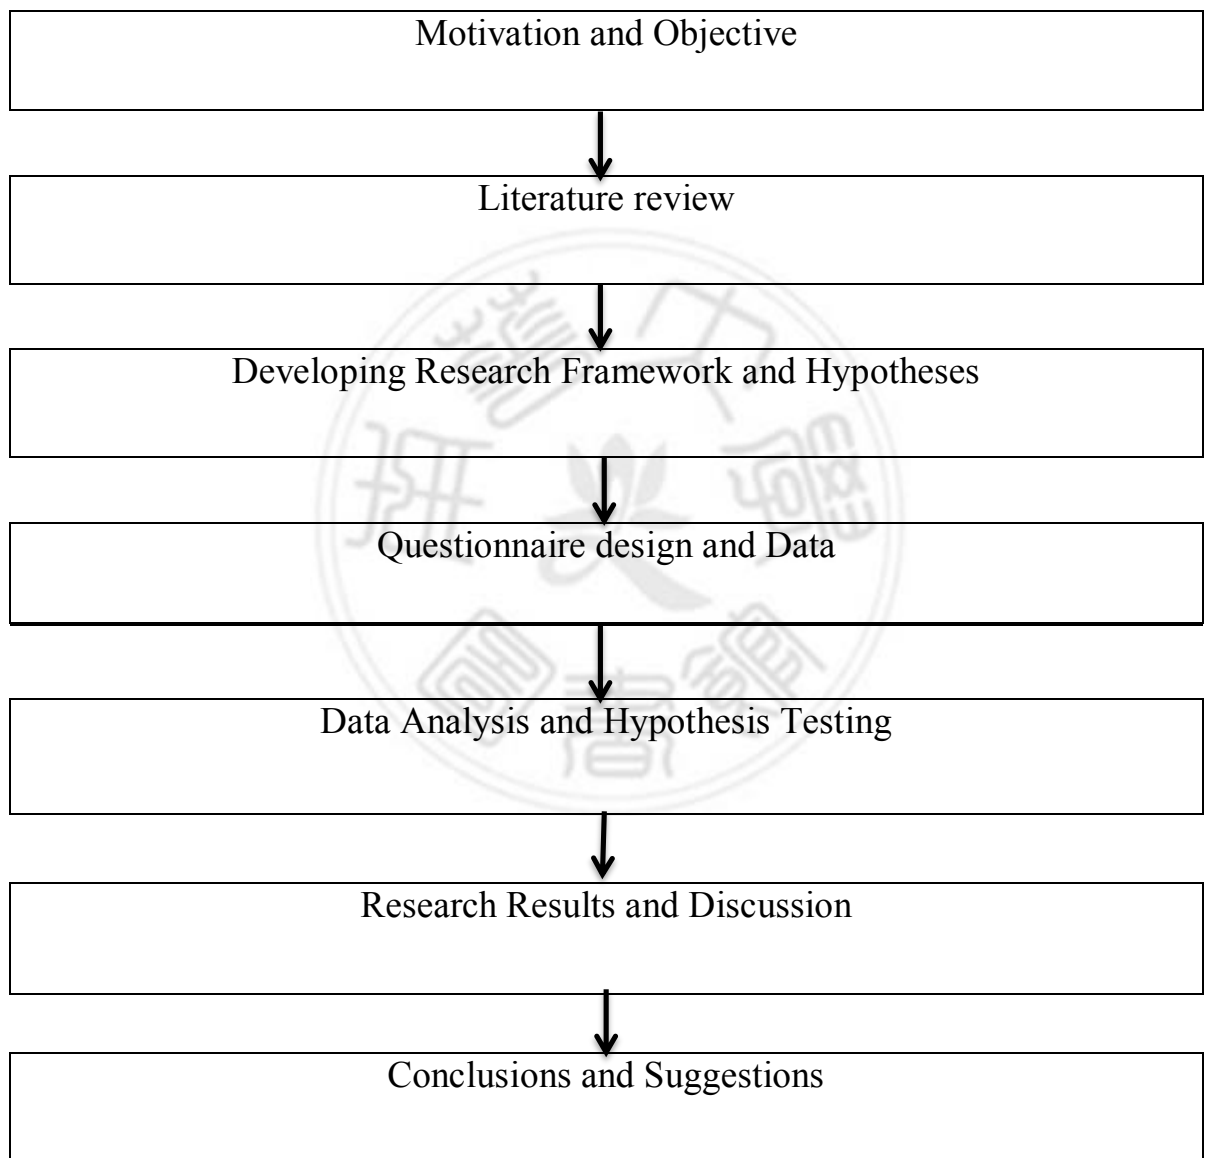 Motivation and Objective
Literature review
Developing Research Framework and Hypotheses
Questionnaire design and Data
Data Analysis and Hypothesis Testing
Research Results and Discussion
Conclusions and Suggestions